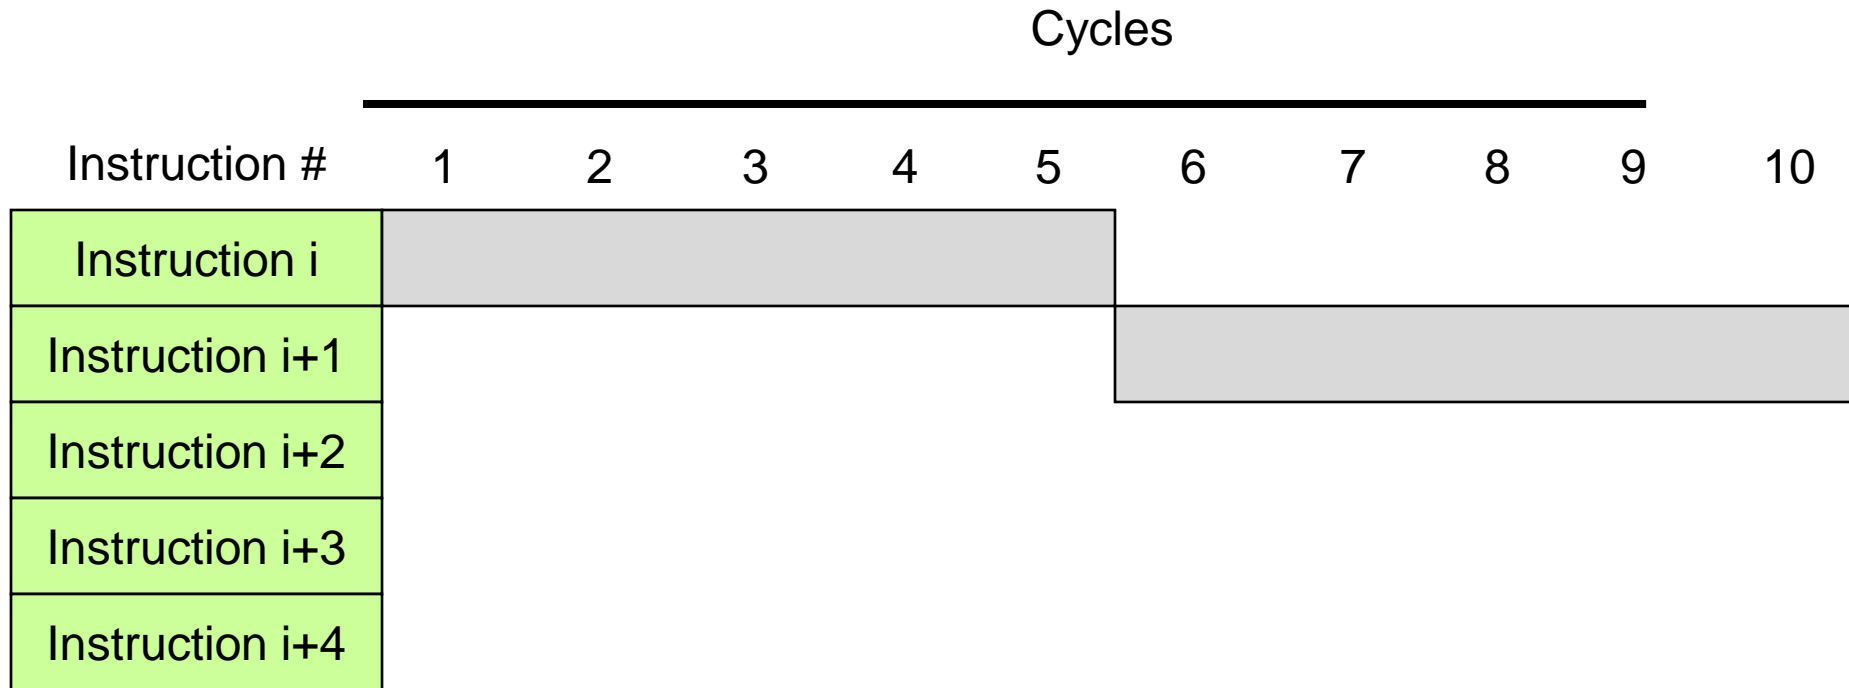 Cycles
Instruction # 1 2 3 4 5 6 7 8 9 10
Instruction i
Instruction i+1
Instruction i+2
Instruction i+3
Instruction i+4